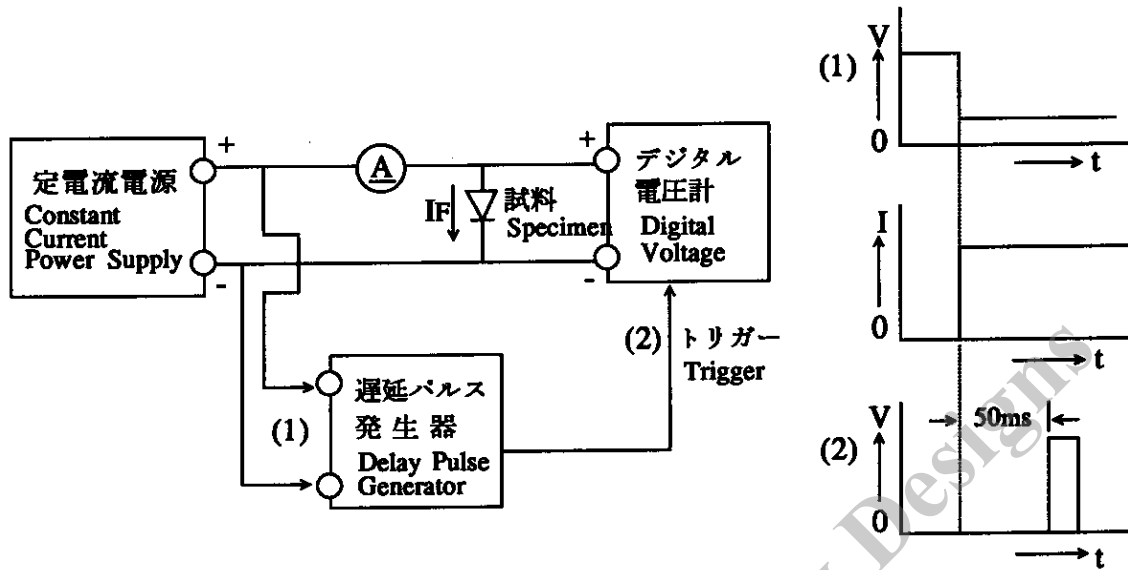 定電流電源
Constant
Current
Power Supply
+
-
A
IF
試料
Specimen
+
-
デジタル
電圧計
Digital
Voltage
(1)
遅延パルス
発生器
Delay Pulse
Generator
(2)
トリガー
Trigger
(1)
V
0
t
I
0
t
(2)
V
0
50ms
t
Designs